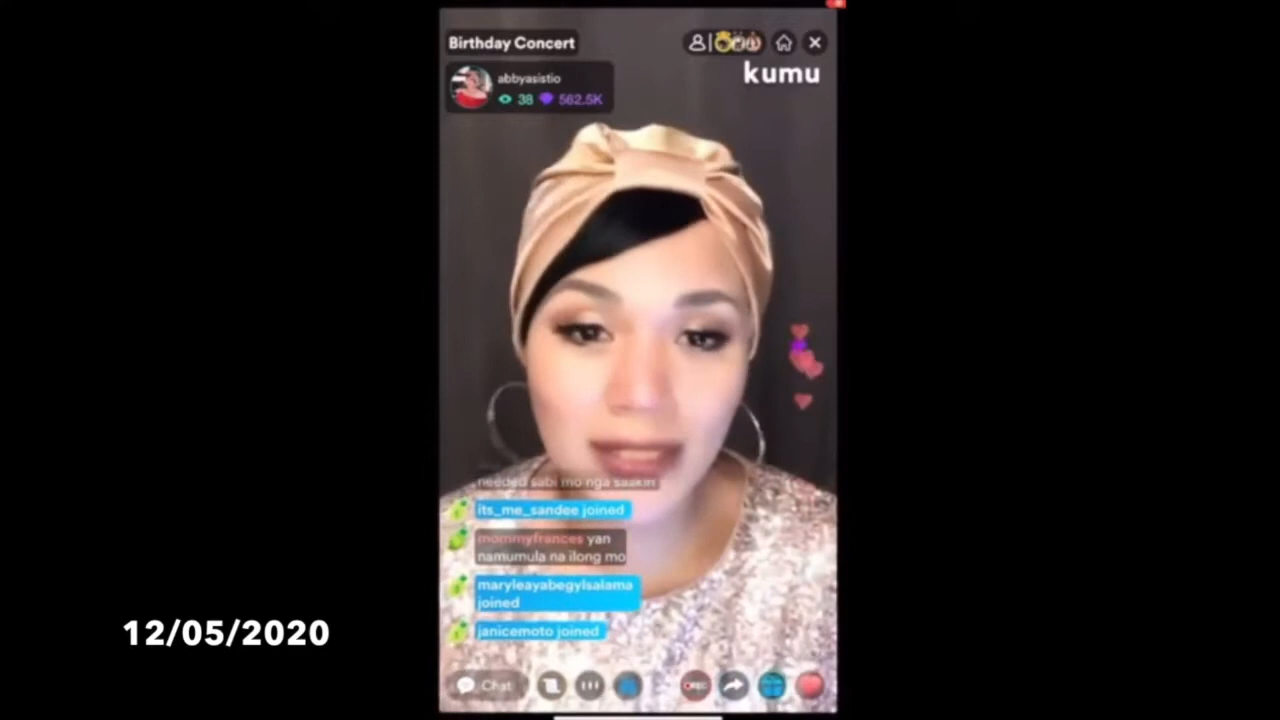 Birthday Concert
abbyasistio
38 562.5K
kumu
needed sabi mo nga saakin
its_me_sandee joined
mommyfrances yan
namumula na ilong mo
maryleayabegylsalama
joined
janicemoto joined
12/05/2020
Chat
REC